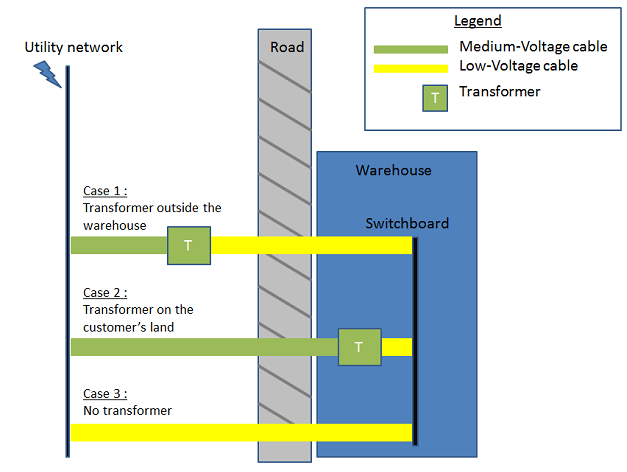 Legend
Utility network
Road
Medium-Voltage cable
Low-Voltage cable
T
Transformer
Warehouse
Case 1 :
Transformer outside the
warehouse
Switchboard
T
Case 2 :
Transformer on the
customer's land
T
Case 3 :
No transformer